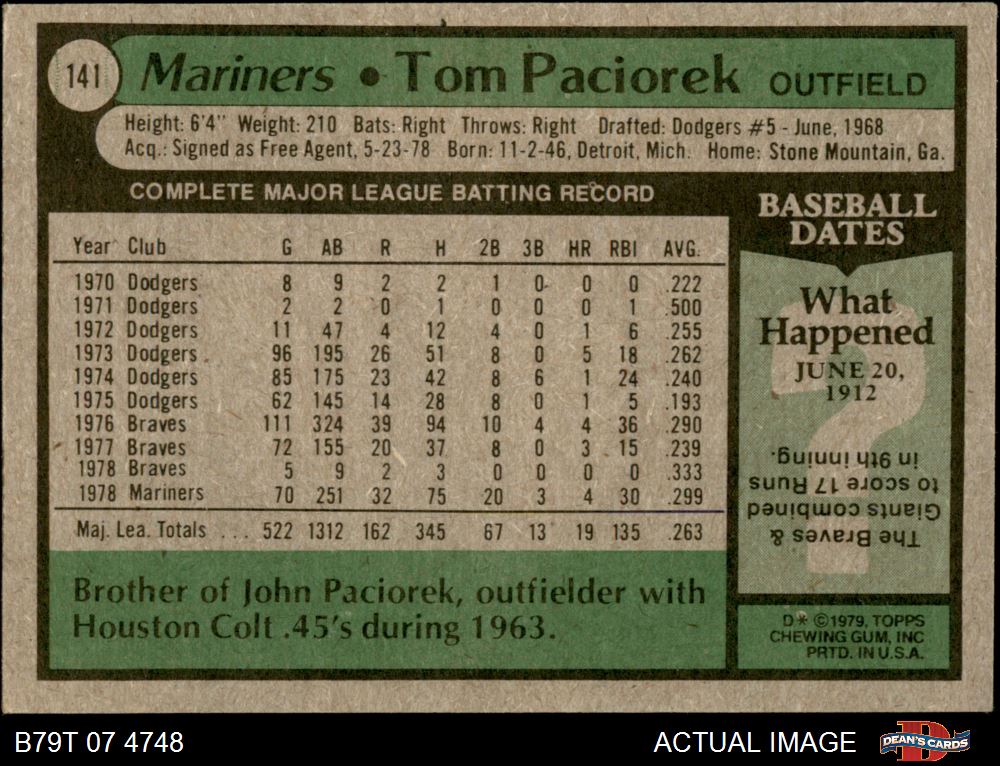 141 Mariners • Tom Paciorek OUTFIELD
Height: 6'4" Weight: 210 Bats: Right Throws: Right Drafted: Dodgers #5 - June, 1968
Acq.: Signed as Free Agent, 5-23-78 Born: 11-2-46, Detroit, Mich. Home: Stone Mountain, Ga.
COMPLETE MAJOR LEAGUE BATTING RECORD
Year Club G AB R H 2B 3B HR RBI AVG.
1970 Dodgers 8 9 2 2 1 0 0 0 .222
1971 Dodgers 2 2 0 1 0 0 0 1 .500
1972 Dodgers 11 47 4 12 4 0 1 6 .255
1973 Dodgers 96 195 26 51 8 0 5 18 .262
1974 Dodgers 85 175 23 42 8 6 1 24 .240
1975 Dodgers 62 145 14 28 8 0 1 5 .193
1976 Braves 111 324 39 94 10 4 4 36 .290
1977 Braves 72 155 20 37 8 0 3 15 .239
1978 Braves 5 9 2 3 0 0 0 0 .333
1978 Mariners 70 251 32 75 20 3 4 30 .299
Maj. Lea. Totals ... 522 1312 162 345 67 13 19 135 .263
Brother of John Paciorek, outfielder with
Houston Colt .45's during 1963.
BASEBALL
DATES
What
Happened
JUNE 20,
1912
?
The Braves &
Giants combined
to score 17 Runs
in 9th inning.
D* ©1979, TOPPS
CHEWING GUM, INC
PRTD. IN U.S.A.
B79T 07 4748
ACTUAL IMAGE
D
DEAN'S CARDS